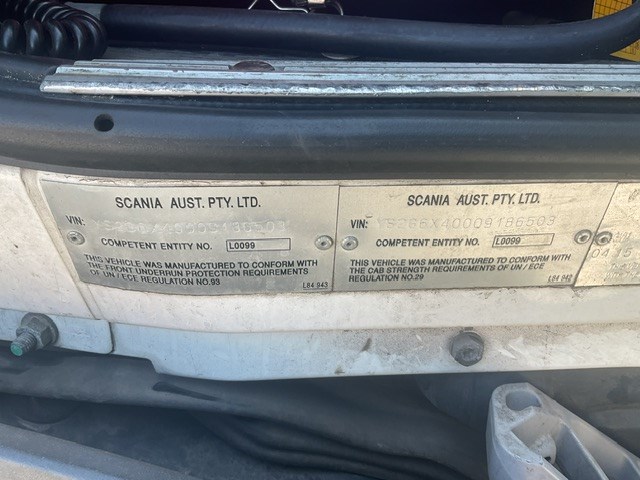 SCANIA AUST. PTY. LTD.
VIN:
COMPETENT ENTITY NO. L0099
THIS VEHICLE WAS MANUFACTURED TO CONFORM WITH
THE FRONT UNDERRUN PROTECTION REQUIREMENTS
OF UN / ECE REGULATION NO.93
L84 943
SCANIA AUST. PTY. LTD.
VIN: YS2G6X40009186503
COMPETENT ENTITY NO. L0099
THIS VEHICLE WAS MANUFACTURED TO CONFORM WITH
THE CAB STRENGTH REQUIREMENTS OF UN / ECE
REGULATION NO.29
L84 942
04/15